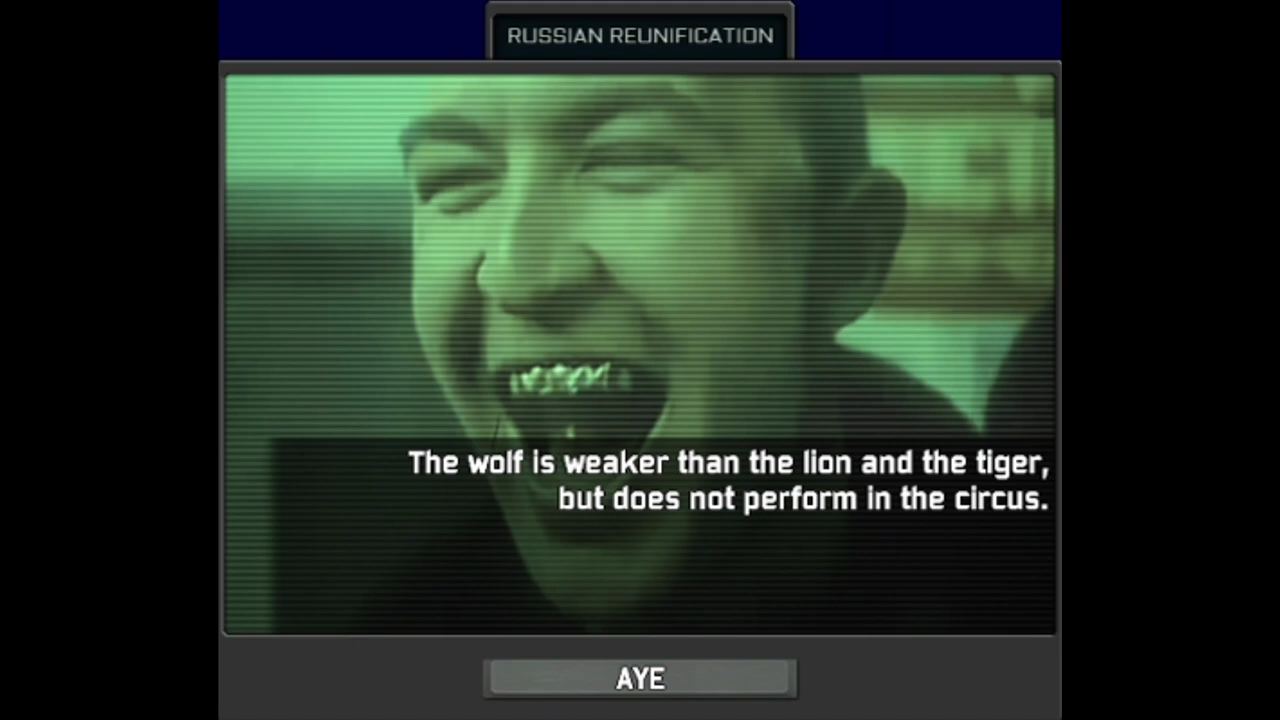 RUSSIAN REUNIFICATION
The wolf is weaker than the lion and the tiger,
but does not perform in the circus.
AYE